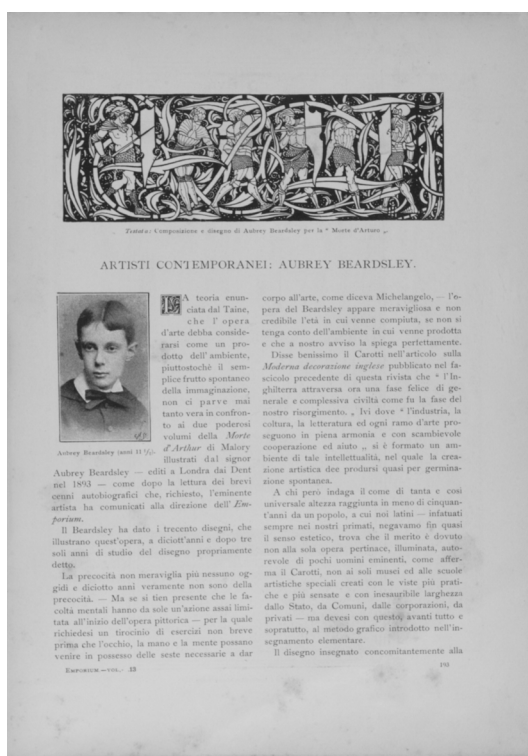 Testata: Composizione e disegno di Aubrey Beardsley per la " Morte d'Arturo „.
ARTISTI CONTEMPORANEI: AUBREY BEARDSLEY.
Aubrey Beardsley (anni 11 ½).
LA teoria enun-
ciata dal Taine,
che l' opera
d'arte debba conside-
rarsi come un pro-
dotto dell' ambiente,
piuttostochè il sem-
plice frutto spontaneo
della immaginazione,
non ci parve mai
tanto vera in confron-
to ai due poderosi
volumi della Morte
d'Arthur di Malory
illustrati dal signor
Aubrey Beardsley — editi a Londra dai Dent
nel 1893 — come dopo la lettura dei brevi
cenni autobiografici che, richiesto, l'eminente
artista ha comunicati alla direzione dell' Em-
porium.
Il Beardsley ha dato i trecento disegni, che
illustrano quest'opera, a diciott'anni e dopo tre
soli anni di studio del disegno propriamente
detto.
La precocità non meraviglia più nessuno og-
gidì e diciotto anni veramente non sono della
precocità. — Ma se si tien presente che le fa-
coltà mentali hanno da sole un'azione assai limi-
tata all'inizio dell'opera pittorica — per la quale
richiedesi un tirocinio di esercizi non breve
prima che l'occhio, la mano e la mente possano
venire in possesso delle seste necessarie a dar
EMPORIUM.—VOL. 13
corpo all'arte, come diceva Michelangelo, — l'o-
pera del Beardsley appare meravigliosa e non
credibile l'età in cui venne compiuta, se non si
tenga conto dell'ambiente in cui venne prodotta
e che a nostro avviso la spiega perfettamente.
Disse benissimo il Carotti nell'articolo sulla
Moderna decorazione inglese pubblicato nel fa-
scicolo precedente di questa rivista che " l'In-
ghilterra attraversa ora una fase felice di ge-
nerale e complessiva civiltà come fu la fase del
nostro risorgimento. „ Ivi dove " l'industria, la
coltura, la letteratura ed ogni ramo d'arte pro-
seguono in piena armonia e con scambievole
cooperazione ed aiuto „, si è formato un am-
biente di tale intellettualità, nel quale la crea-
zione artistica dee prodursi quasi per germina-
zione spontanea.
A chi però indaga il come di tanta e così
universale altezza raggiunta in meno di cinquan-
t'anni da un popolo, a cui noi latini — infatuati
sempre nei nostri primati, negavamo fin quasi
il senso estetico, trova che il merito è dovuto
non alla sola opera pertinace, illuminata, auto-
revole di pochi uomini eminenti, come affer-
ma il Carotti, non ai soli musei ed alle scuole
artistiche speciali creati con le viste più prati-
che e più sensate e con inesauribile larghezza
dallo Stato, da Comuni, dalle corporazioni, da
privati — ma devesi con questo, avanti tutto e
sopratutto, al metodo grafico introdotto nell'in-
segnamento elementare.
Il disegno insegnato concomitantemente alla